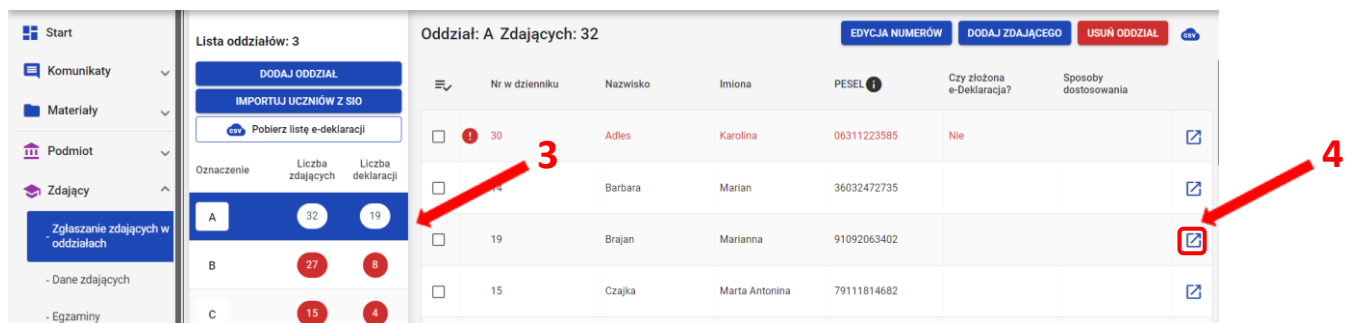 Start
Komunikaty
Materiały
Podmiot
Zdający
- Zgłaszanie zdających w
oddziałach
- Dane zdających
- Egzaminy
Lista oddziałów: 3
DODAJ ODDZIAŁ
IMPORTUJ UCZNIÓW Z SIO
csv Pobierz listę e-deklaracji
Oznaczenie Liczba zdających Liczba deklaracji
A 32 19
B 27 8
C 15 4
3
Oddział: A Zdających: 32
EDYCJA NUMERÓW DODAJ ZDAJĄCEGO USUŃ ODDZIAŁ csv
Nr w dzienniku Nazwisko Imiona PESEL Czy złożona e-Deklaracja? Sposoby dostosowania
30 Adles Karolina 06311223585 Nie
Barbara Marian 36032472735
19 Brajan Marianna 91092063402
15 Czajka Marta Antonina 79111814682
4